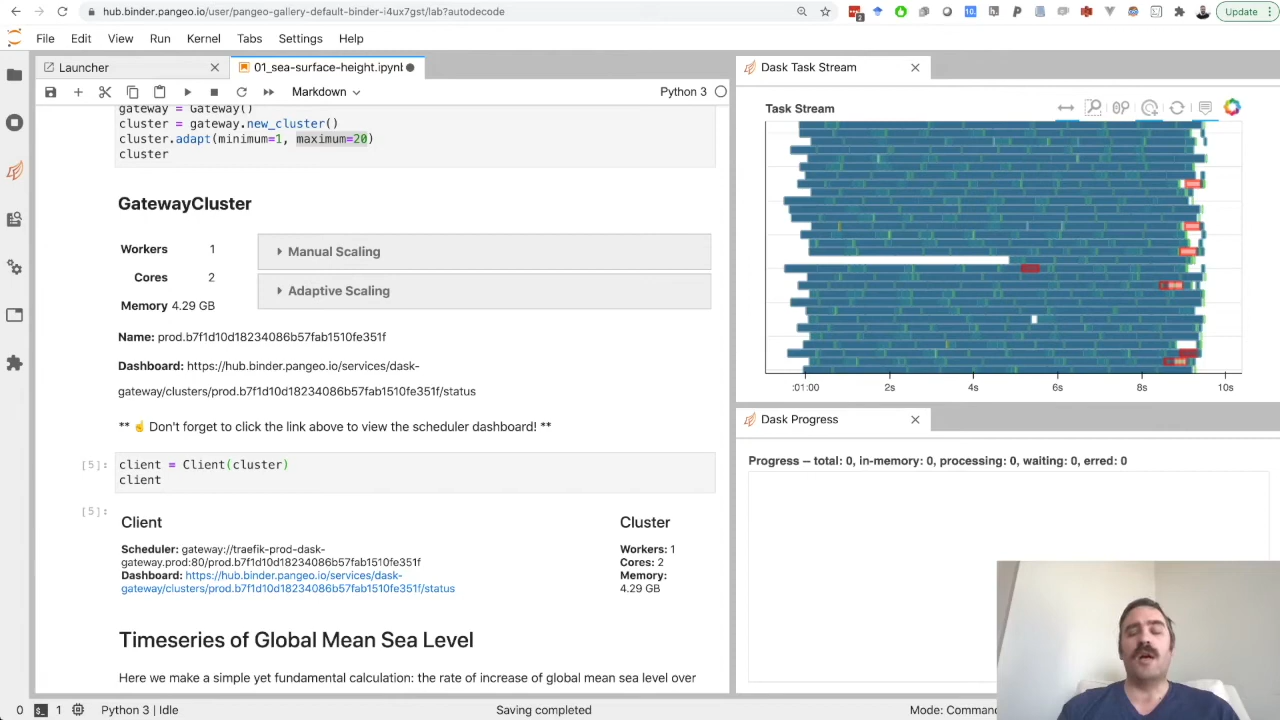 hub.binder.pangeo.io/user/pangeo-gallery-default-binder-i4ux7gst/lab?autodecode
2
10.
Update
File Edit View Run Kernel Tabs Settings Help
Launcher
01_sea-surface-height.ipynb
Dask Task Stream
Markdown
Python 3
gateway = Gateway()
cluster = gateway.new_cluster()
cluster.adapt(minimum=1, maximum=20)
cluster
GatewayCluster
Workers 1
Cores 2
Memory 4.29 GB
Manual Scaling
Adaptive Scaling
Name: prod.b7f1d10d18234086b57fab1510fe351f
Dashboard: https://hub.binder.pangeo.io/services/dask-
gateway/clusters/prod.b7f1d10d18234086b57fab1510fe351f/status
** ☝️ Don't forget to click the link above to view the scheduler dashboard! **
[5]:
client = Client(cluster)
client
[5]:
Client
Scheduler: gateway://traefik-prod-dask-
gateway.prod:80/prod.b7f1d10d18234086b57fab1510fe351f
Dashboard: https://hub.binder.pangeo.io/services/dask-
gateway/clusters/prod.b7f1d10d18234086b57fab1510fe351f/status
Cluster
Workers: 1
Cores: 2
Memory:
4.29 GB
Timeseries of Global Mean Sea Level
Here we make a simple yet fundamental calculation: the rate of increase of global mean sea level over
Task Stream
:01:00 2s 4s 6s 8s 10s
Dask Progress
Progress -- total: 0, in-memory: 0, processing: 0, waiting: 0, erred: 0
0 1 Python 3 | Idle
Saving completed
Mode: Comman